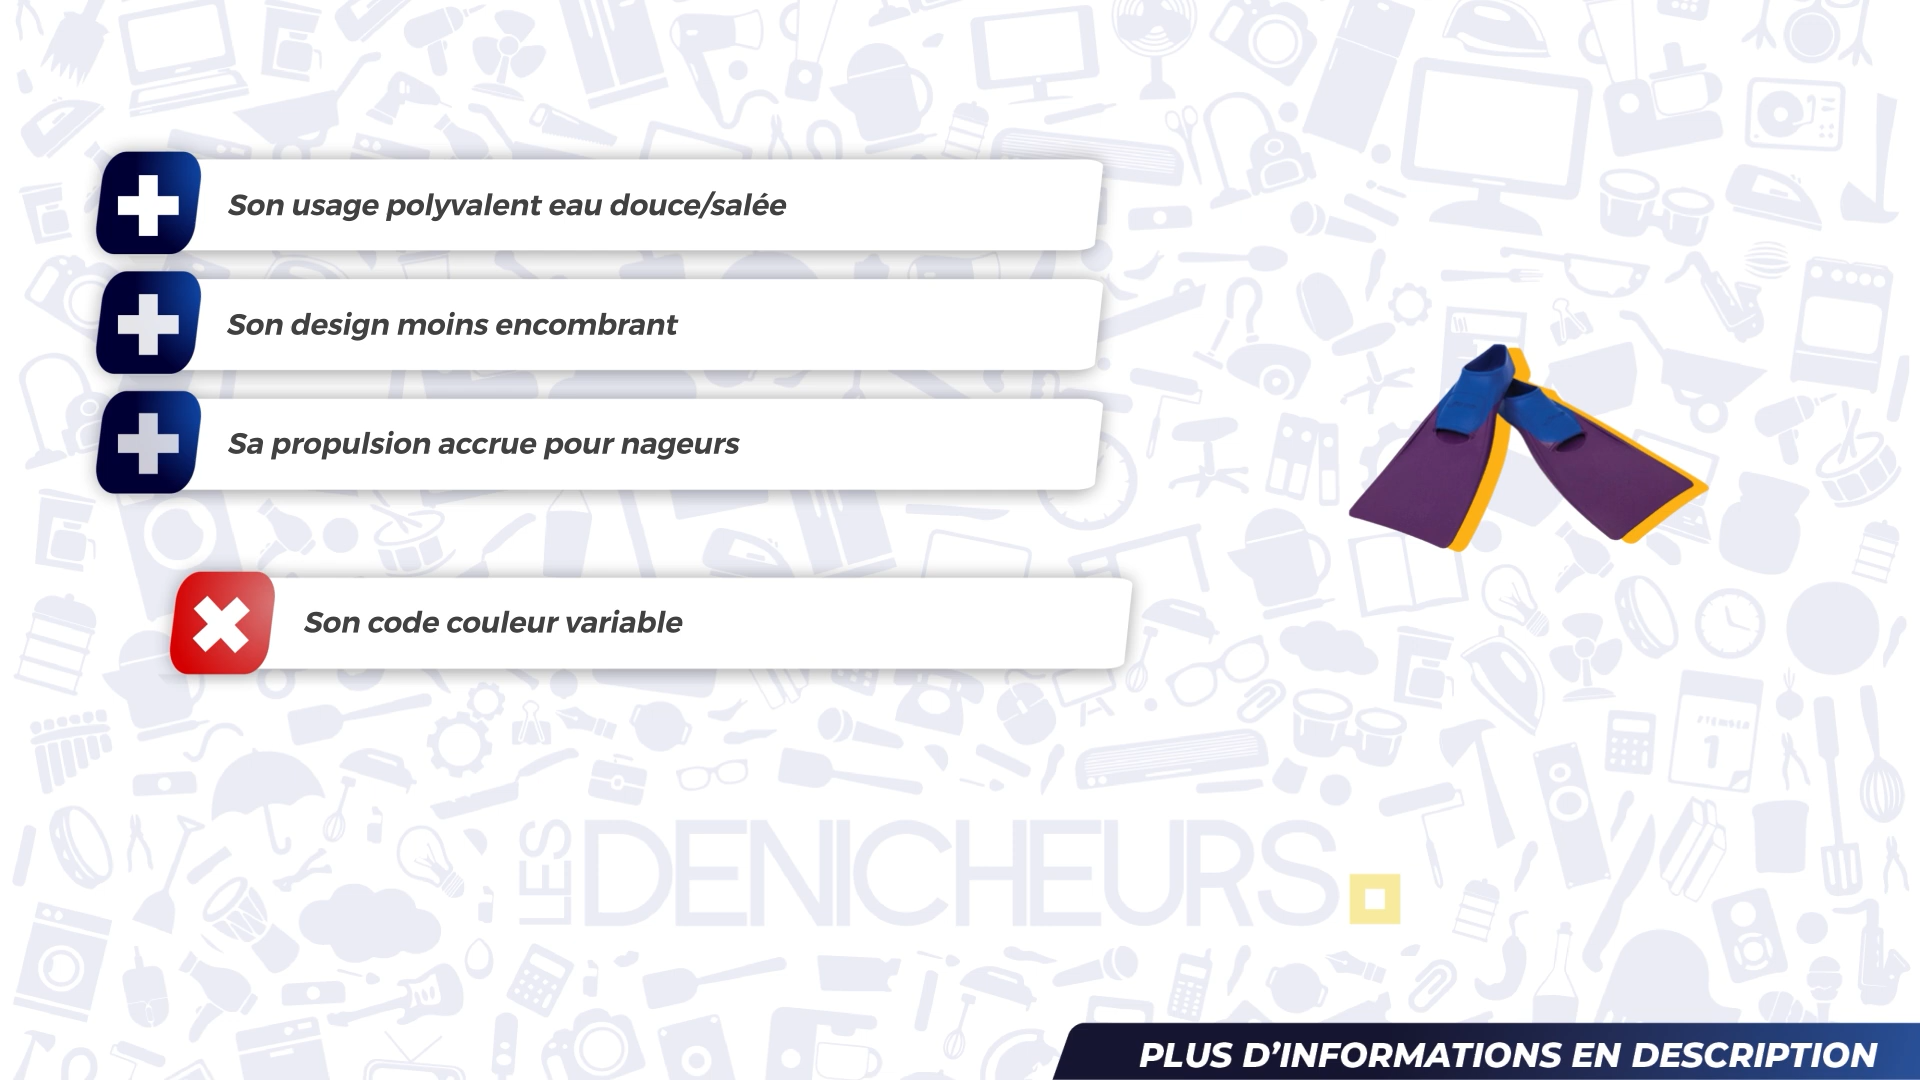 Son usage polyvalent eau douce/salée
Son design moins encombrant
Sa propulsion accrue pour nageurs
Son code couleur variable
LES DENICHEURS.
PLUS D’INFORMATIONS EN DESCRIPTION